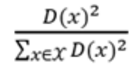 D(x)²
∑x∈X D(x)²